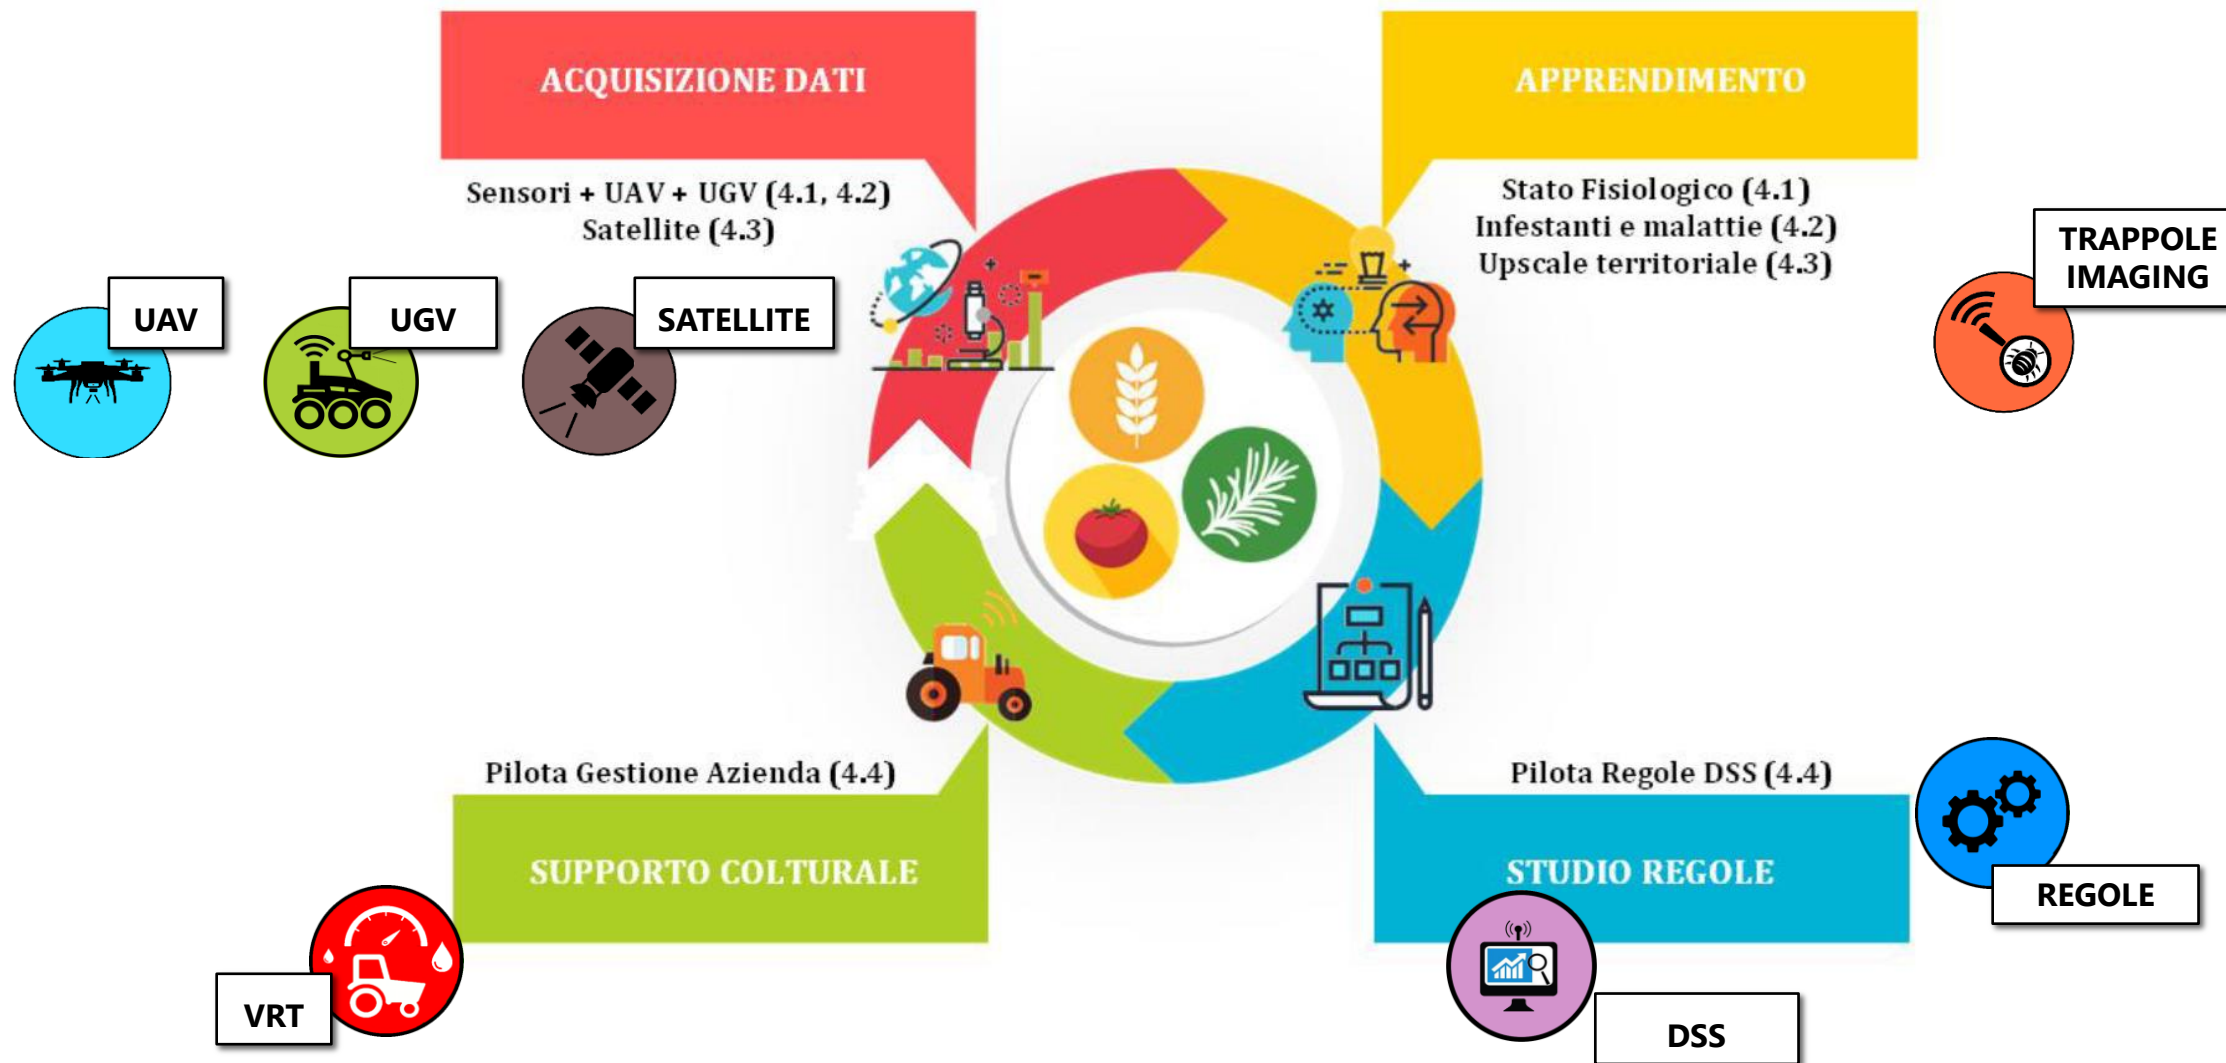 ACQUISIZIONE DATI
APPRENDIMENTO
Sensori + UAV + UGV (4.1, 4.2)
Satellite (4.3)
Stato Fisiologico (4.1)
Infestanti e malattie (4.2)
Upscale territoriale (4.3)
TRAPPOLE
IMAGING
UAV
UGV
SATELLITE
Pilota Gestione Azienda (4.4)
Pilota Regole DSS (4.4)
SUPPORTO COLTURALE
STUDIO REGOLE
REGOLE
VRT
DSS